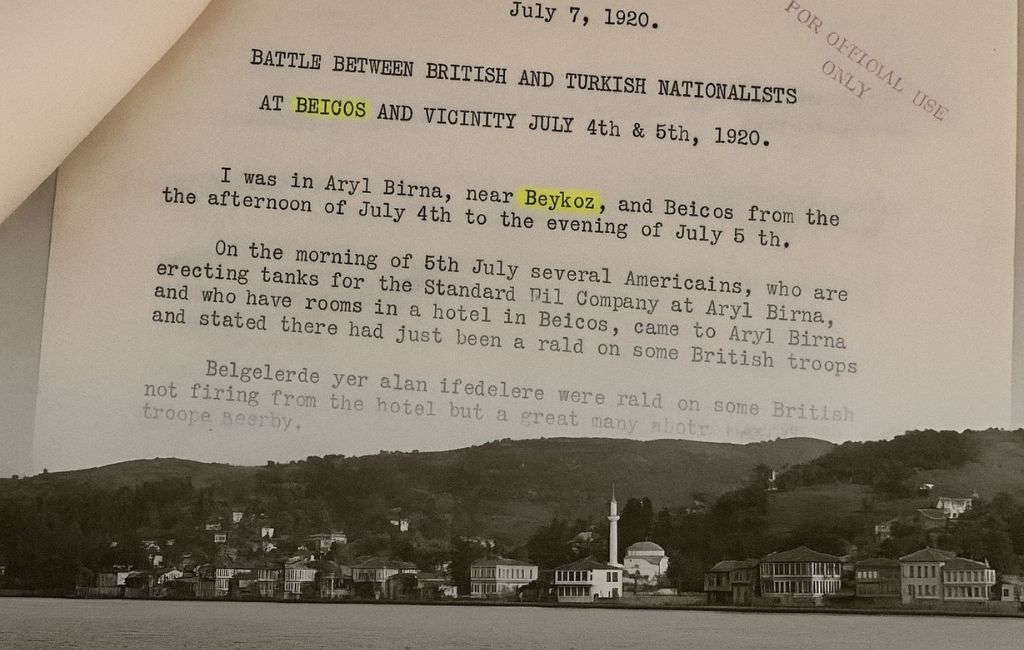 July 7, 1920.
FOR OFFICIAL USE
ONLY
BATTLE BETWEEN BRITISH AND TURKISH NATIONALISTS
AT BEICOS AND VICINITY JULY 4th & 5th, 1920.
I was in Aryl Birna, near Beykoz, and Beicos from the
the afternoon of July 4th to the evening of July 5 th.
On the morning of 5th July several Americains, who are
erecting tanks for the Standard Dil Company at Aryl Birna,
and who have rooms in a hotel in Beicos, came to Aryl Birna
and stated there had just been a rald on some British troops
Belgelerde yer alan ifedelere were rald on some British
not firing from the hotel but a great many
troope